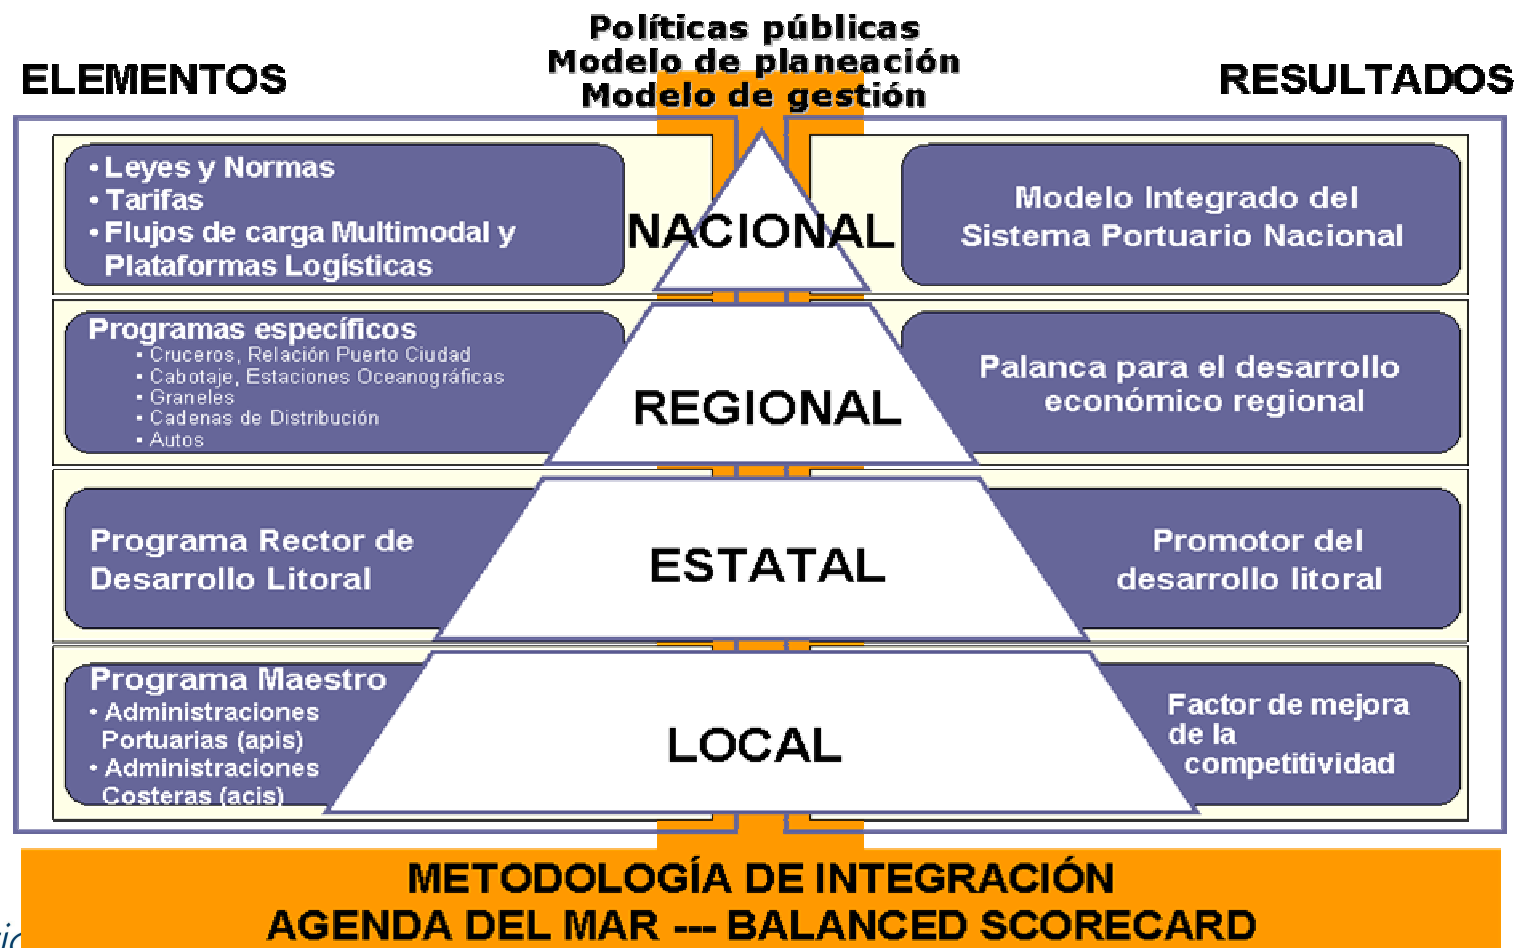 Políticas públicas
Modelo de planeación
Modelo de gestión
ELEMENTOS
RESULTADOS
• Leyes y Normas
• Tarifas
• Flujos de carga Multimodal y
Plataformas Logísticas
NACIONAL
Modelo Integrado del
Sistema Portuario Nacional
Programas específicos
▪ Cruceros, Relación Puerto Ciudad
▪ Cabotaje, Estaciones Oceanográficas
▪ Graneles
▪ Cadenas de Distribución
▪ Autos
REGIONAL
Palanca para el desarrollo
económico regional
Programa Rector de
Desarrollo Litoral
ESTATAL
Promotor del
desarrollo litoral
Programa Maestro
• Administraciones
Portuarias (apis)
• Administraciones
Costeras (acis)
LOCAL
Factor de mejora
de la
competitividad
METODOLOGÍA DE INTEGRACIÓN
AGENDA DEL MAR --- BALANCED SCORECARD